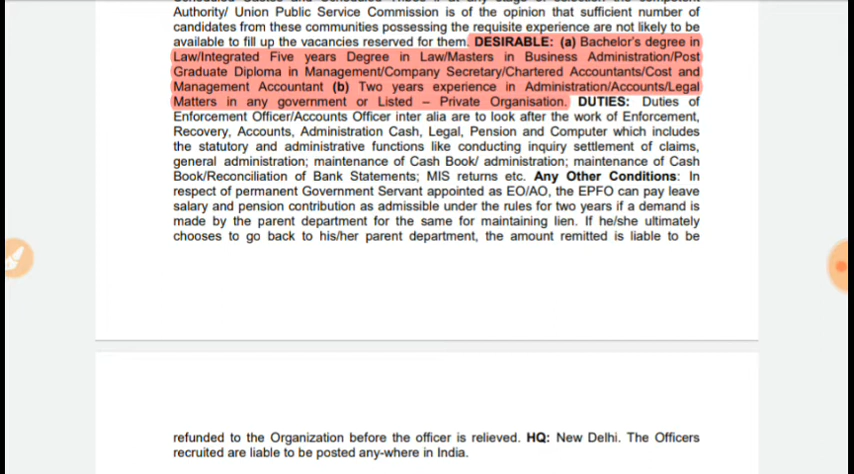 Authority/ Union Public Service Commission is of the opinion that sufficient number of
candidates from these communities possessing the requisite experience are not likely to be
available to fill up the vacancies reserved for them. DESIRABLE: (a) Bachelor's degree in
Law/Integrated Five years Degree in Law/Masters in Business Administration/Post
Graduate Diploma in Management/Company Secretary/Chartered Accountants/Cost and
Management Accountant (b) Two years experience in Administration/Accounts/Legal
Matters in any government or Listed – Private Organisation. DUTIES: Duties of
Enforcement Officer/Accounts Officer inter alia are to look after the work of Enforcement,
Recovery, Accounts, Administration Cash, Legal, Pension and Computer which includes
the statutory and administrative functions like conducting inquiry settlement of claims,
general administration; maintenance of Cash Book/ administration; maintenance of Cash
Book/Reconciliation of Bank Statements; MIS returns etc. Any Other Conditions: In
respect of permanent Government Servant appointed as EO/AO, the EPFO can pay leave
salary and pension contribution as admissible under the rules for two years if a demand is
made by the parent department for the same for maintaining lien. If he/she ultimately
chooses to go back to his/her parent department, the amount remitted is liable to be
refunded to the Organization before the officer is relieved. HQ: New Delhi. The Officers
recruited are liable to be posted any-where in India.